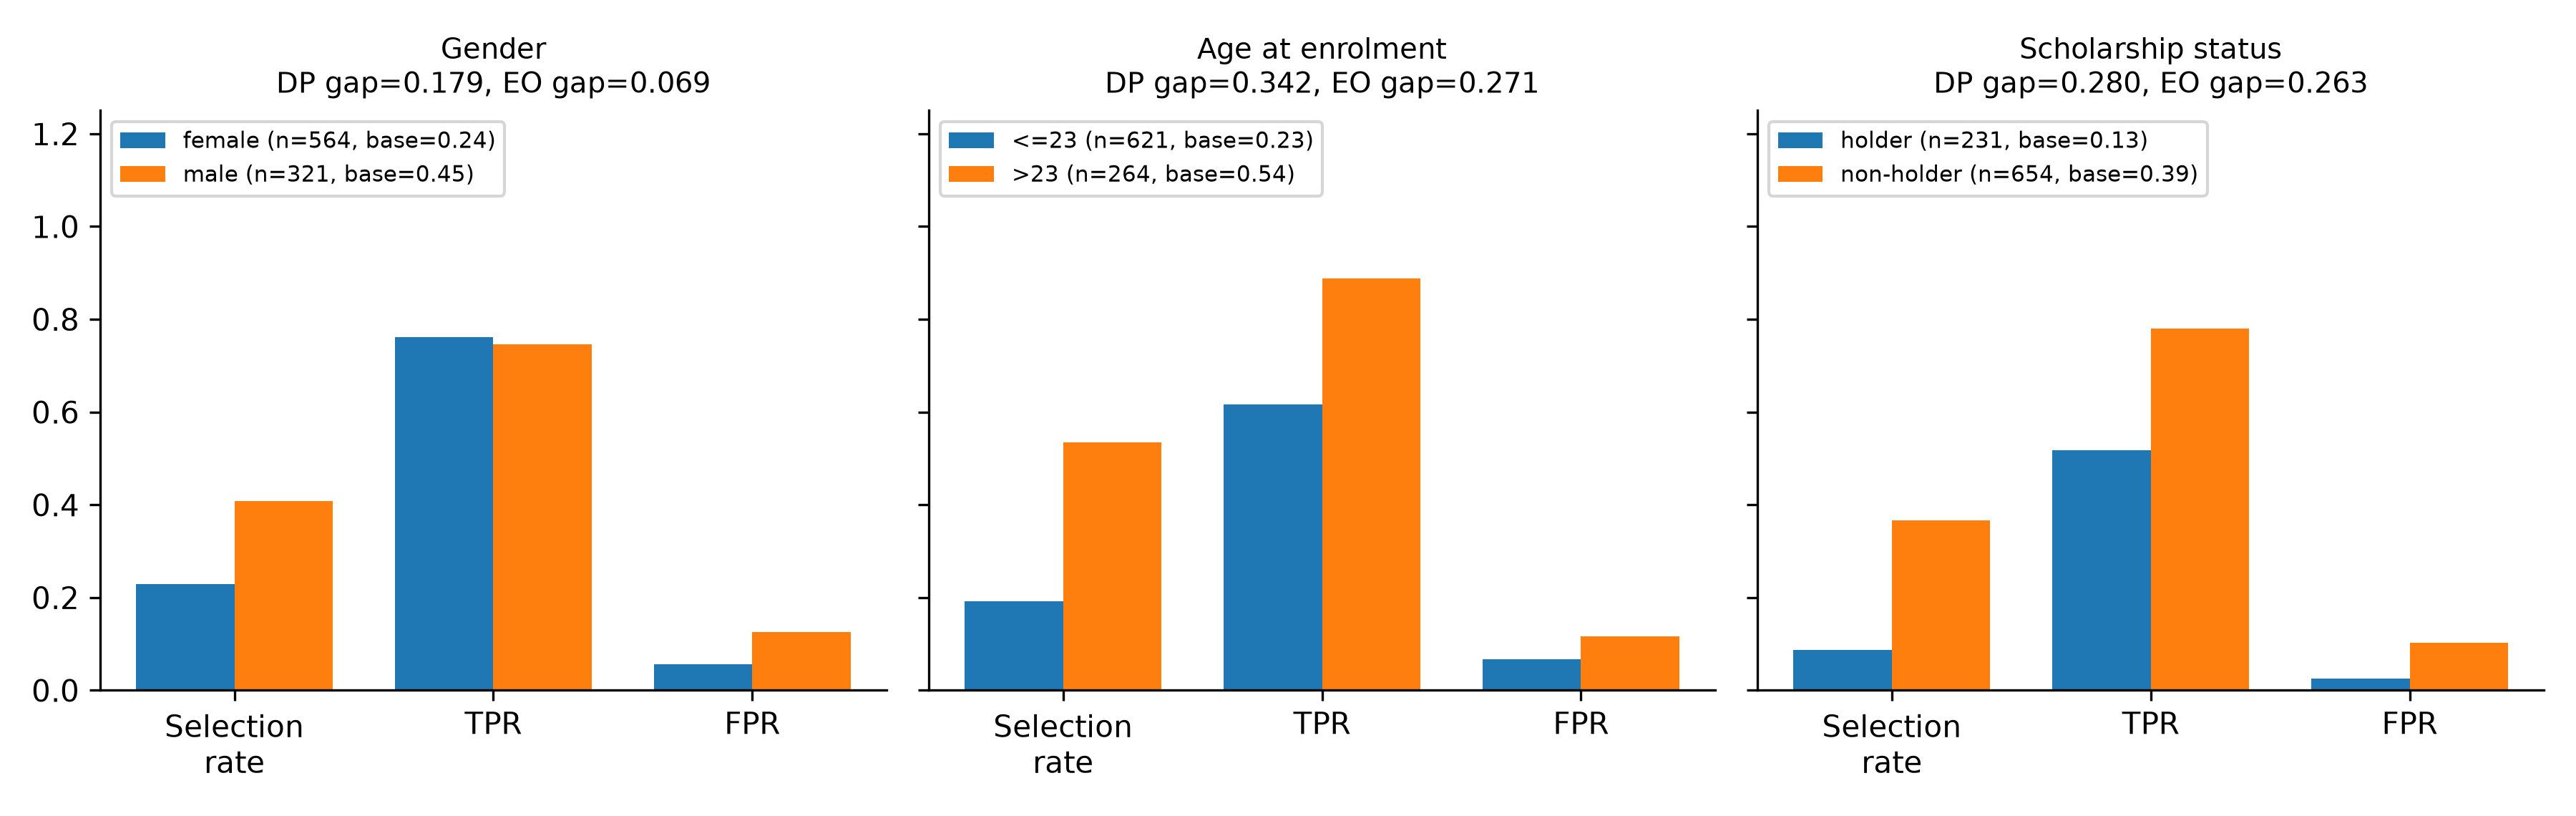 Gender
DP gap=0.179, EO gap=0.069
female (n=564, base=0.24)
male (n=321, base=0.45)
1.2
1.0
0.8
0.6
0.4
0.2
0.0
Selection
rate
TPR
FPR
Age at enrolment
DP gap=0.342, EO gap=0.271
<=23 (n=621, base=0.23)
>23 (n=264, base=0.54)
Selection
rate
TPR
FPR
Scholarship status
DP gap=0.280, EO gap=0.263
holder (n=231, base=0.13)
non-holder (n=654, base=0.39)
Selection
rate
TPR
FPR